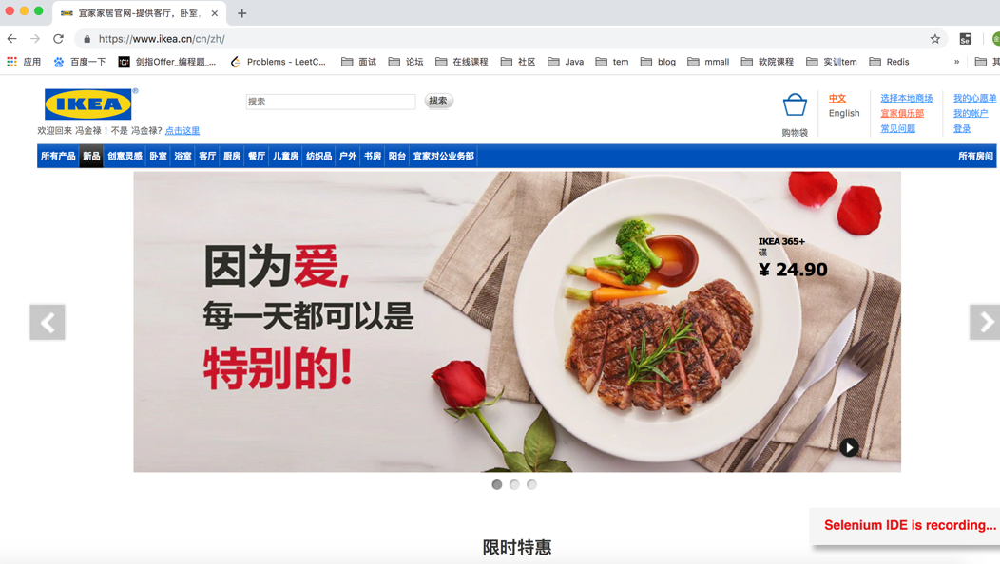 宜家家居官网-提供客厅，卧室,
https://www.ikea.cn/cn/zh/
应用
百度一下
剑指Offer_编程题_...
Problems - LeetC...
面试
论坛
在线课程
社区
Java
tem
blog
mmall
软院课程
实训tem
Redis
»
IKEA®
搜索
搜索
购物袋
中文
English
选择本地商场
宜家俱乐部
常见问题
我的心愿单
我的帐户
登录
欢迎回来 冯金禄！不是 冯金禄? 点击这里
所有产品 新品 创意灵感 卧室 浴室 客厅 厨房 餐厅 儿童房 纺织品 户外 书房 阳台 宜家对公业务部 所有房间
因为爱,
每一天都可以是
特别的!
IKEA 365+
碟
¥ 24.90
Selenium IDE is recording...
限时特惠